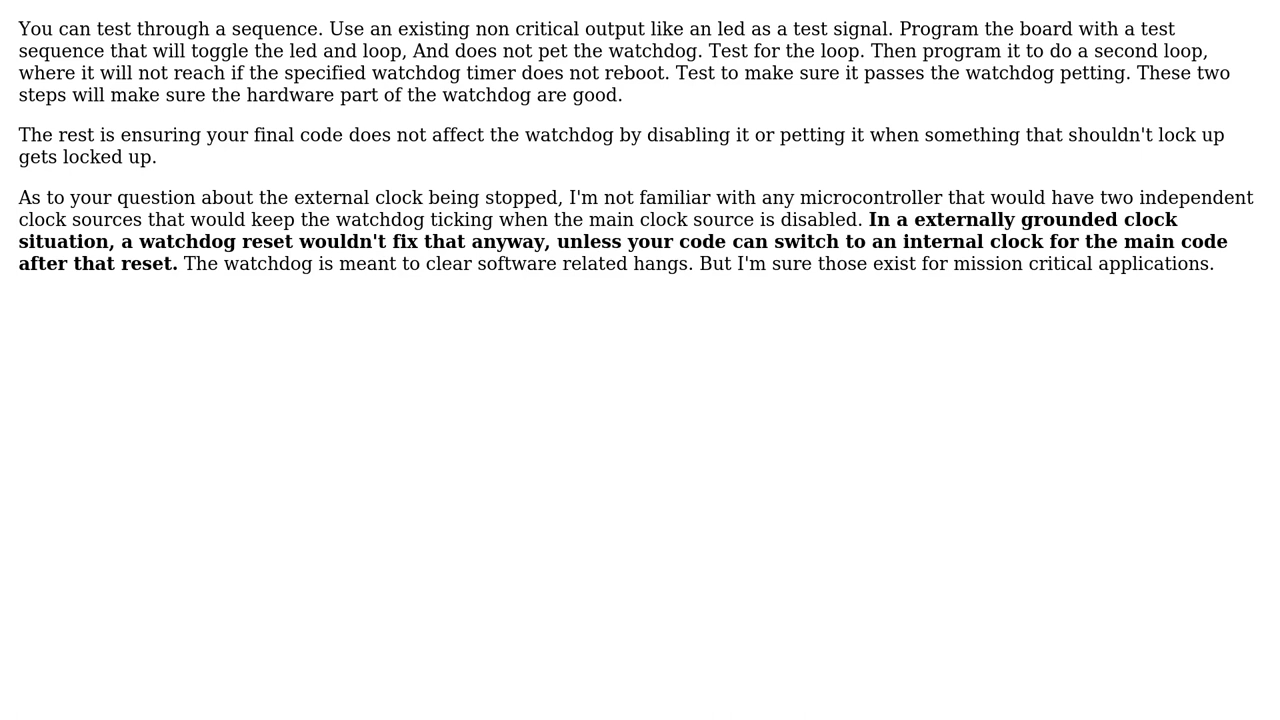 You can test through a sequence. Use an existing non critical output like an led as a test signal. Program the board with a test
sequence that will toggle the led and loop, And does not pet the watchdog. Test for the loop. Then program it to do a second loop,
where it will not reach if the specified watchdog timer does not reboot. Test to make sure it passes the watchdog petting. These two
steps will make sure the hardware part of the watchdog are good.
The rest is ensuring your final code does not affect the watchdog by disabling it or petting it when something that shouldn't lock up
gets locked up.
As to your question about the external clock being stopped, I'm not familiar with any microcontroller that would have two independent
clock sources that would keep the watchdog ticking when the main clock source is disabled. In a externally grounded clock
situation, a watchdog reset wouldn't fix that anyway, unless your code can switch to an internal clock for the main code
after that reset. The watchdog is meant to clear software related hangs. But I'm sure those exist for mission critical applications.